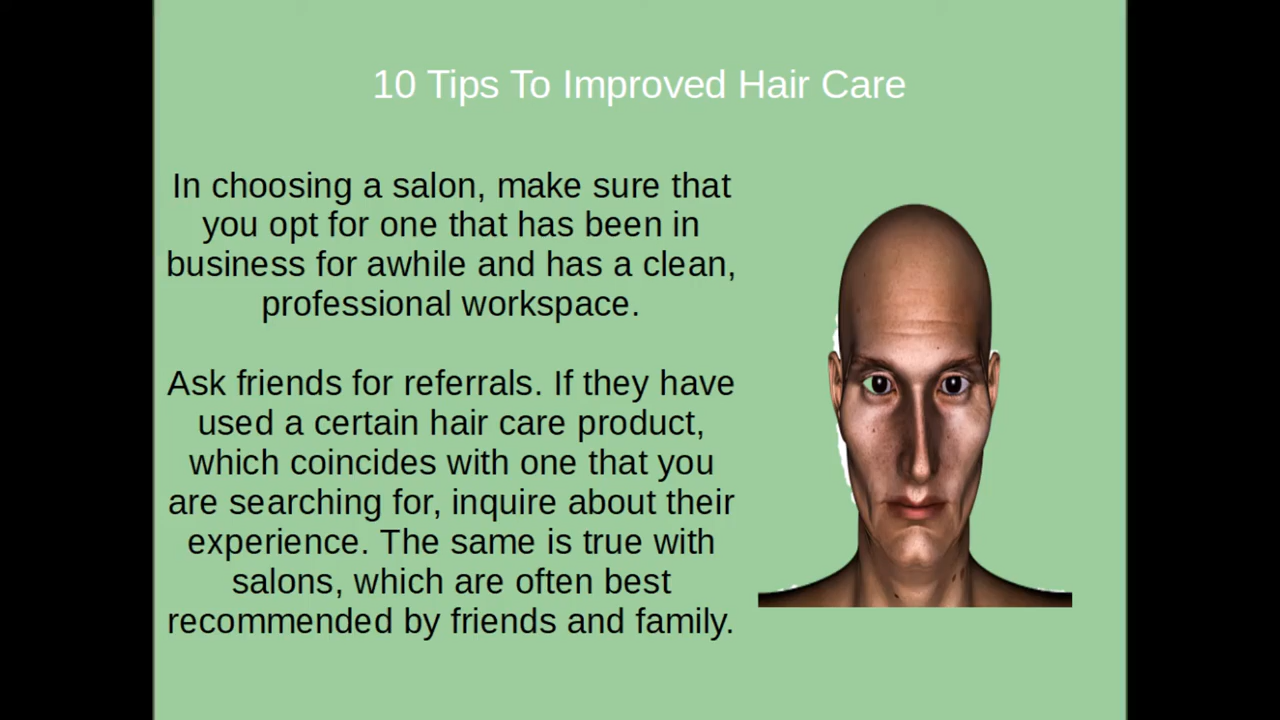 10 Tips To Improved Hair Care
In choosing a salon, make sure that
you opt for one that has been in
business for awhile and has a clean,
professional workspace.
Ask friends for referrals. If they have
used a certain hair care product,
which coincides with one that you
are searching for, inquire about their
experience. The same is true with
salons, which are often best
recommended by friends and family.